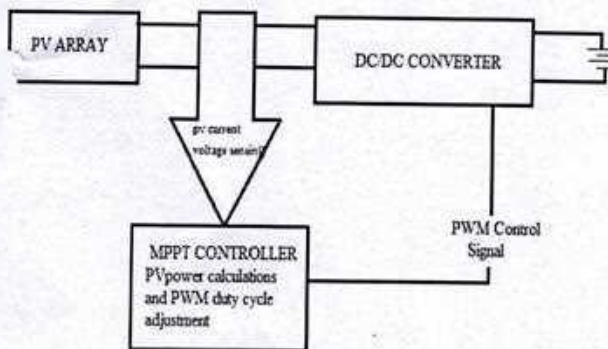 PV ARRAY
DC/DC CONVERTER
pv current
voltage sensing
MPPT CONTROLLER
PVpower calculations
and PWM duty cycle
adjustment
PWM Control
Signal